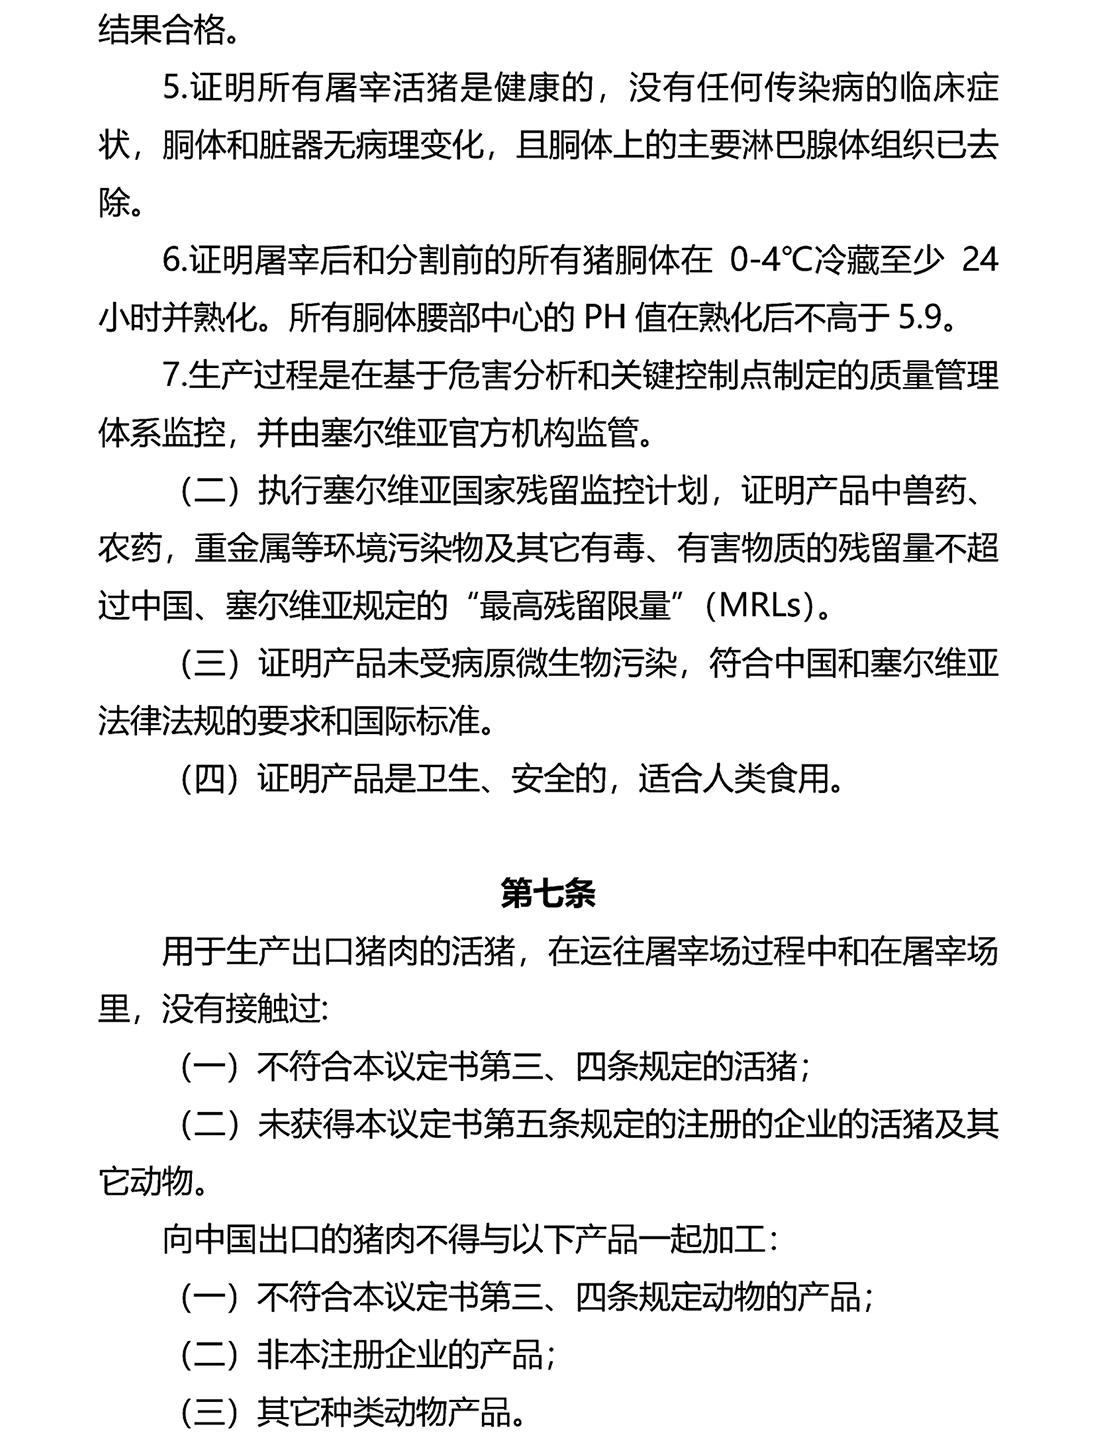 结果合格。
5.证明所有屠宰活猪是健康的，没有任何传染病的临床症
状，胴体和脏器无病理变化，且胴体上的主要淋巴腺体组织已去
除。
6.证明屠宰后和分割前的所有猪胴体在 0-4℃冷藏至少 24
小时并熟化。所有胴体腰部中心的 PH 值在熟化后不高于 5.9。
7.生产过程是在基于危害分析和关键控制点制定的质量管理
体系监控，并由塞尔维亚官方机构监管。
（二）执行塞尔维亚国家残留监控计划，证明产品中兽药、
农药，重金属等环境污染物及其它有毒、有害物质的残留量不超
过中国、塞尔维亚规定的“最高残留限量”（MRLs）。
（三）证明产品未受病原微生物污染，符合中国和塞尔维亚
法律法规的要求和国际标准。
（四）证明产品是卫生、安全的，适合人类食用。
第七条
用于生产出口猪肉的活猪，在运往屠宰场过程中和在屠宰场
里，没有接触过:
（一）不符合本议定书第三、四条规定的活猪；
（二）未获得本议定书第五条规定的注册的企业的活猪及其
它动物。
向中国出口的猪肉不得与以下产品一起加工：
（一）不符合本议定书第三、四条规定动物的产品；
（二）非本注册企业的产品；
（三）其它种类动物产品。